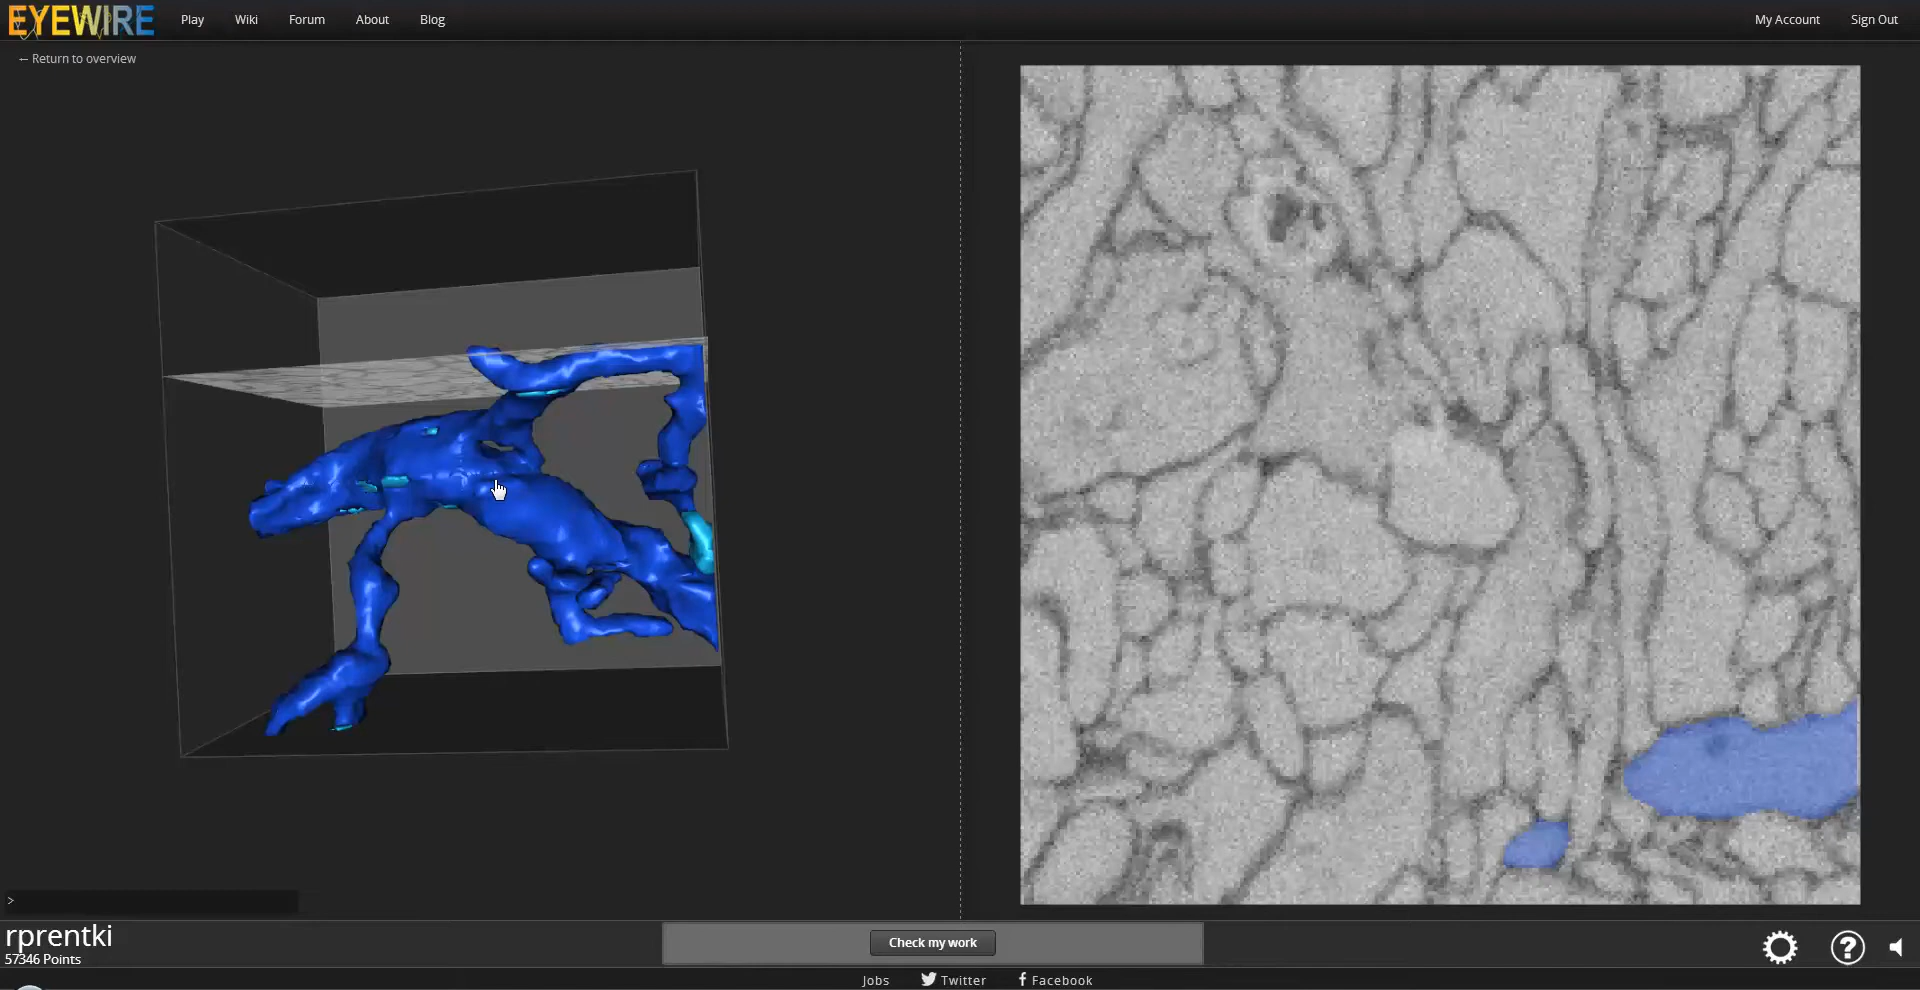 EYEWIRE
Play
Wiki
Forum
About
Blog
My Account
Sign Out
← Return to overview
>
rprentki
57346 Points
Check my work
?
Jobs
Twitter
Facebook